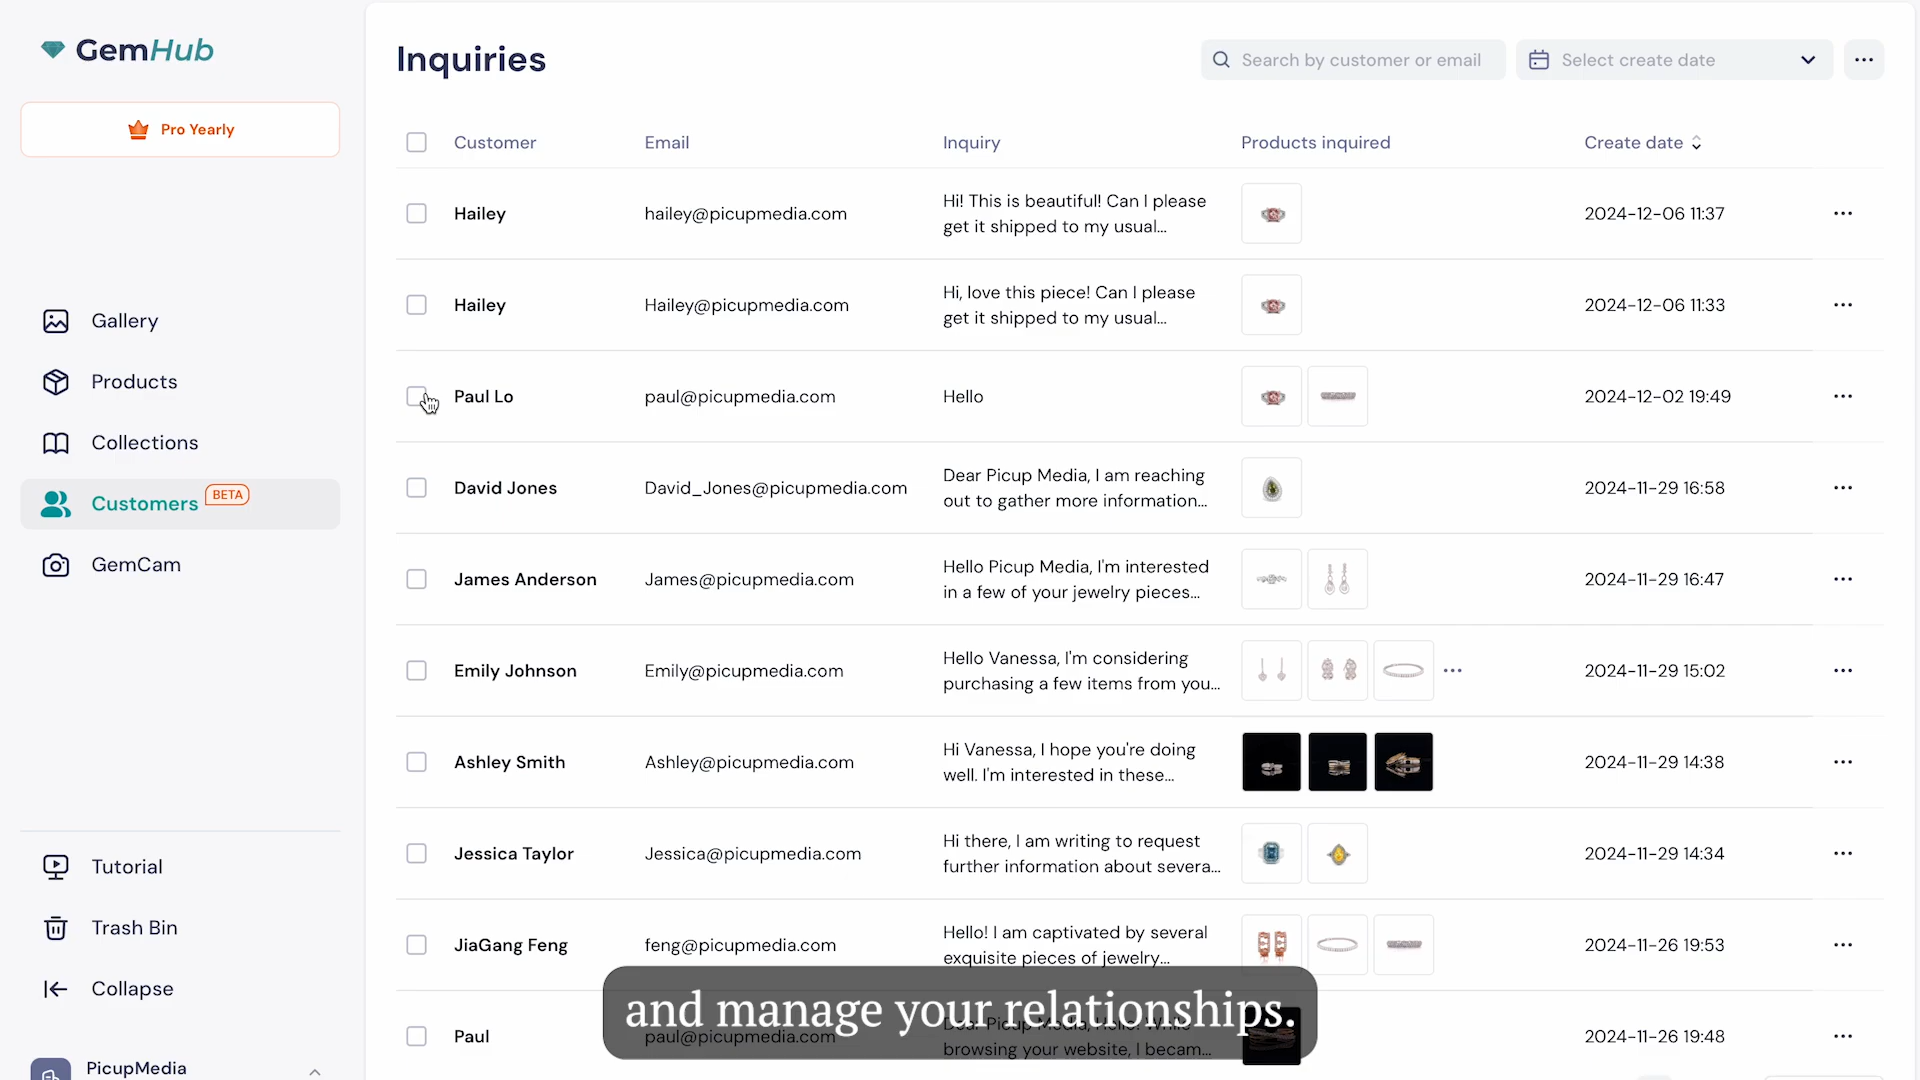 GemHub
Pro Yearly
Gallery
Products
Collections
Customers BETA
GemCam
Tutorial
Trash Bin
Collapse
PicupMedia
Inquiries
Search by customer or email
Select create date
Customer Email Inquiry Products inquired Create date
Hailey hailey@picupmedia.com Hi! This is beautiful! Can I please 2024-12-06 11:37
get it shipped to my usual...
Hailey Hailey@picupmedia.com Hi, love this piece! Can I please 2024-12-06 11:33
get it shipped to my usual...
Paul Lo paul@picupmedia.com Hello 2024-12-02 19:49
David Jones David_Jones@picupmedia.com Dear Picup Media, I am reaching 2024-11-29 16:58
out to gather more information...
James Anderson James@picupmedia.com Hello Picup Media, I'm interested 2024-11-29 16:47
in a few of your jewelry pieces...
Emily Johnson Emily@picupmedia.com Hello Vanessa, I'm considering 2024-11-29 15:02
purchasing a few items from you...
Ashley Smith Ashley@picupmedia.com Hi Vanessa, I hope you're doing 2024-11-29 14:38
well. I'm interested in these...
Jessica Taylor Jessica@picupmedia.com Hi there, I am writing to request 2024-11-29 14:34
further information about severa...
JiaGang Feng feng@picupmedia.com Hello! I am captivated by several 2024-11-26 19:53
exquisite pieces of jewelry...
Paul paul@picupmedia.com Dear Picup Media, Hello! While 2024-11-26 19:48
browsing your website, I becam...
and manage your relationships.